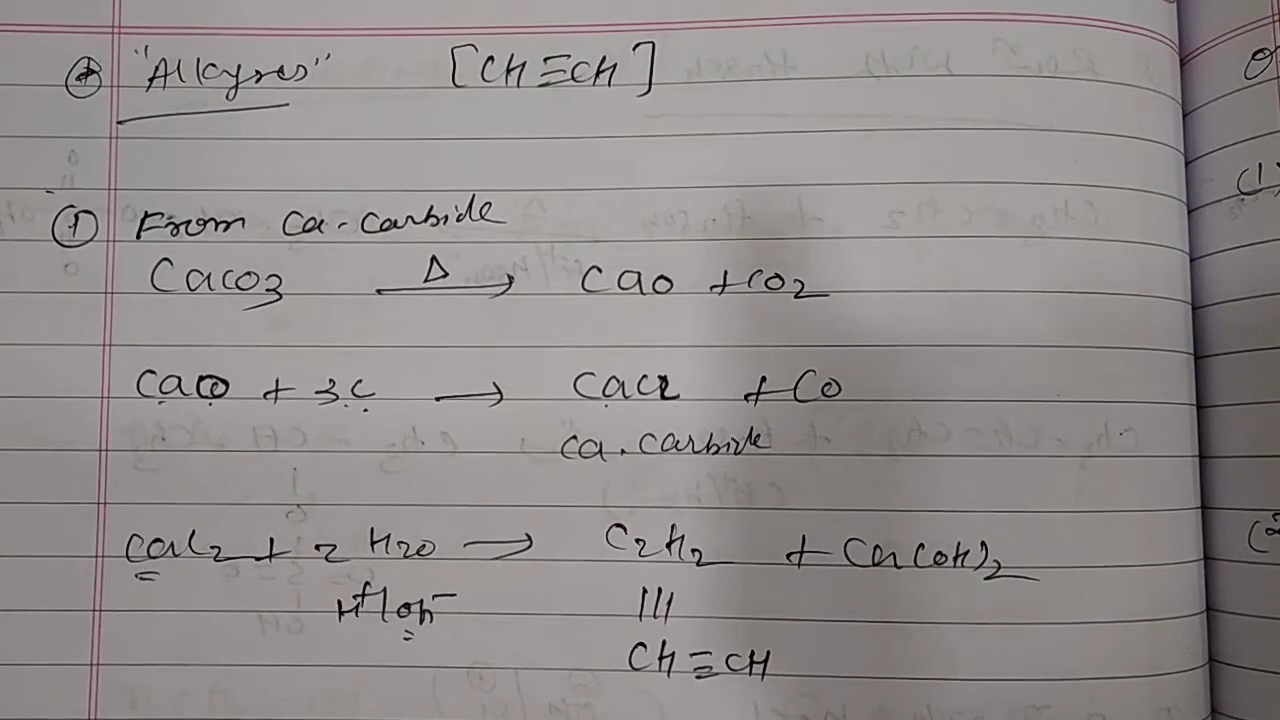 ⊛ "Alkynes" [CH≡CH]
① From Ca-Carbide
CaCO3 Δ→ CaO + CO2
CaO + 3C → CaC2 + CO
Ca. Carbide
CaC2 + 2 H2O → C2H2 + Ca(OH)2
H+/OH- |||
CH≡CH